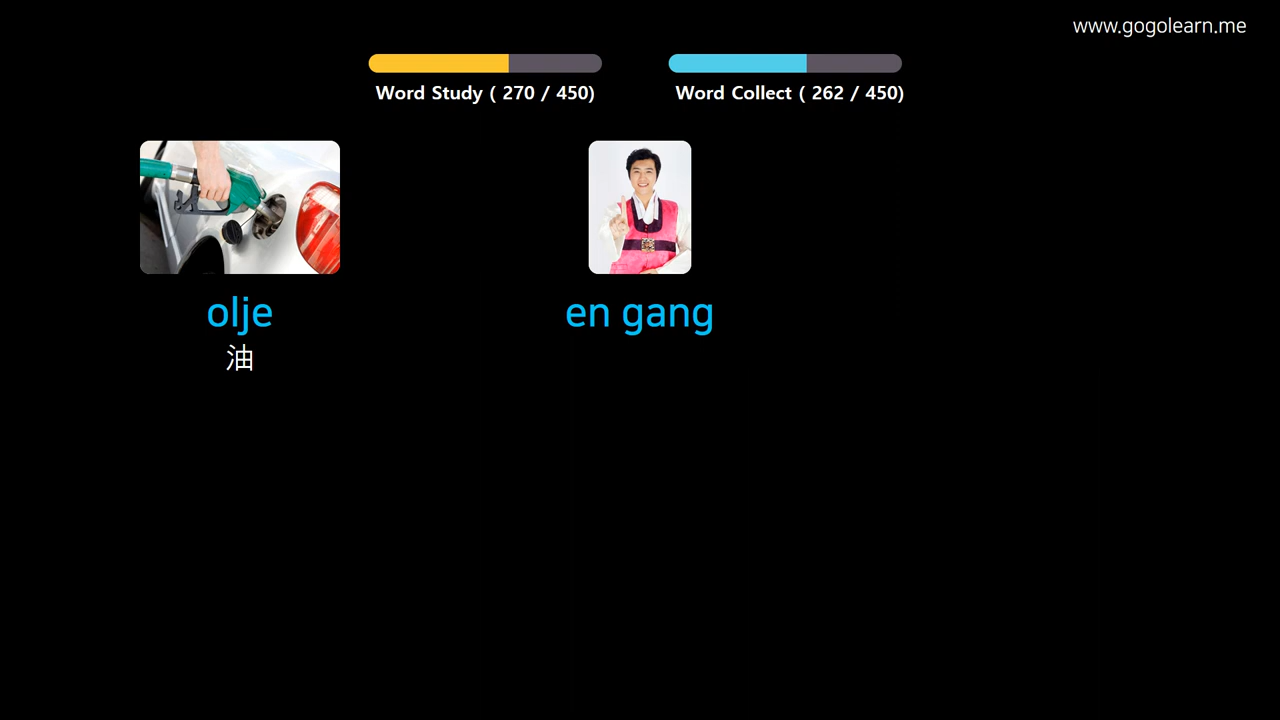 www.gogolearn.me
Word Study ( 270 / 450)
Word Collect ( 262 / 450)
olje
油
en gang